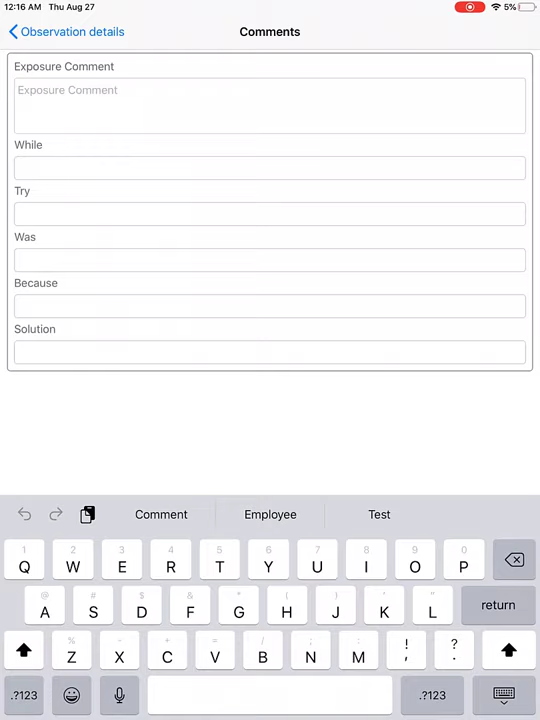 12:16 AM Thu Aug 27 5%
Observation details Comments
Exposure Comment
Exposure Comment
While
Try
Was
Because
Solution
Comment Employee Test
1 2 3 4 5 6 7 8 9 0
Q W E R T Y U I O P
@ # $ & * ( ) ' "
A S D F G H J K L return
% - + = / ; : ! ?
Z X C V B N M , .
.?123 .?123